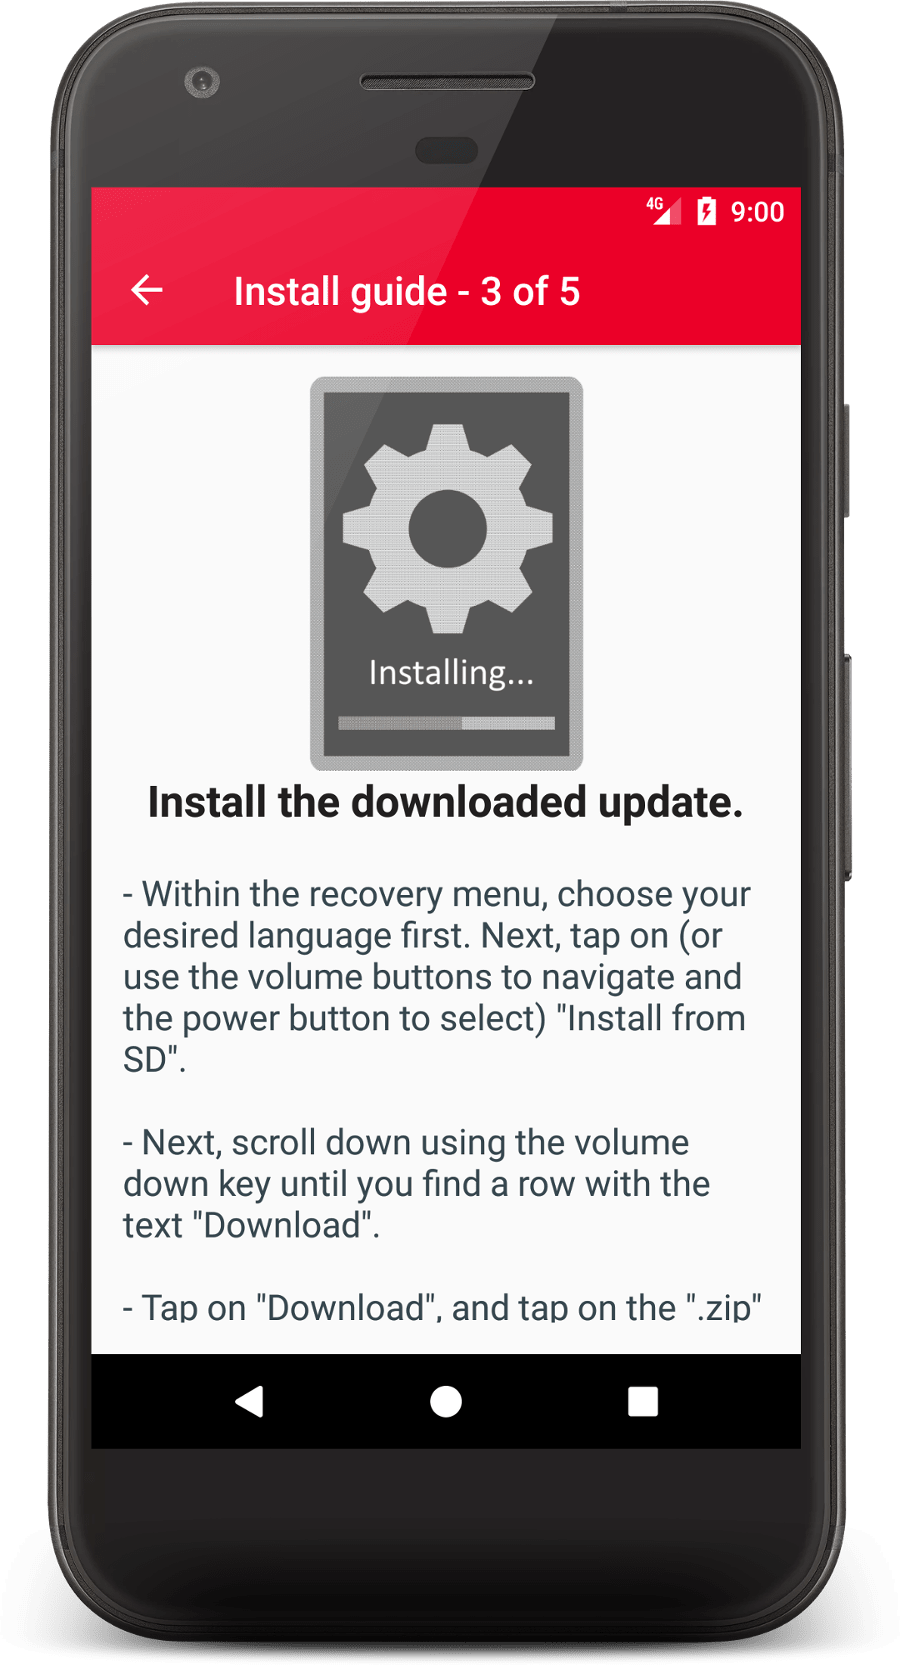 4G 9:00
Install guide - 3 of 5
Installing...
Install the downloaded update.
- Within the recovery menu, choose your
desired language first. Next, tap on (or
use the volume buttons to navigate and
the power button to select) "Install from
SD".
- Next, scroll down using the volume
down key until you find a row with the
text "Download".
- Tap on "Download", and tap on the ".zip"